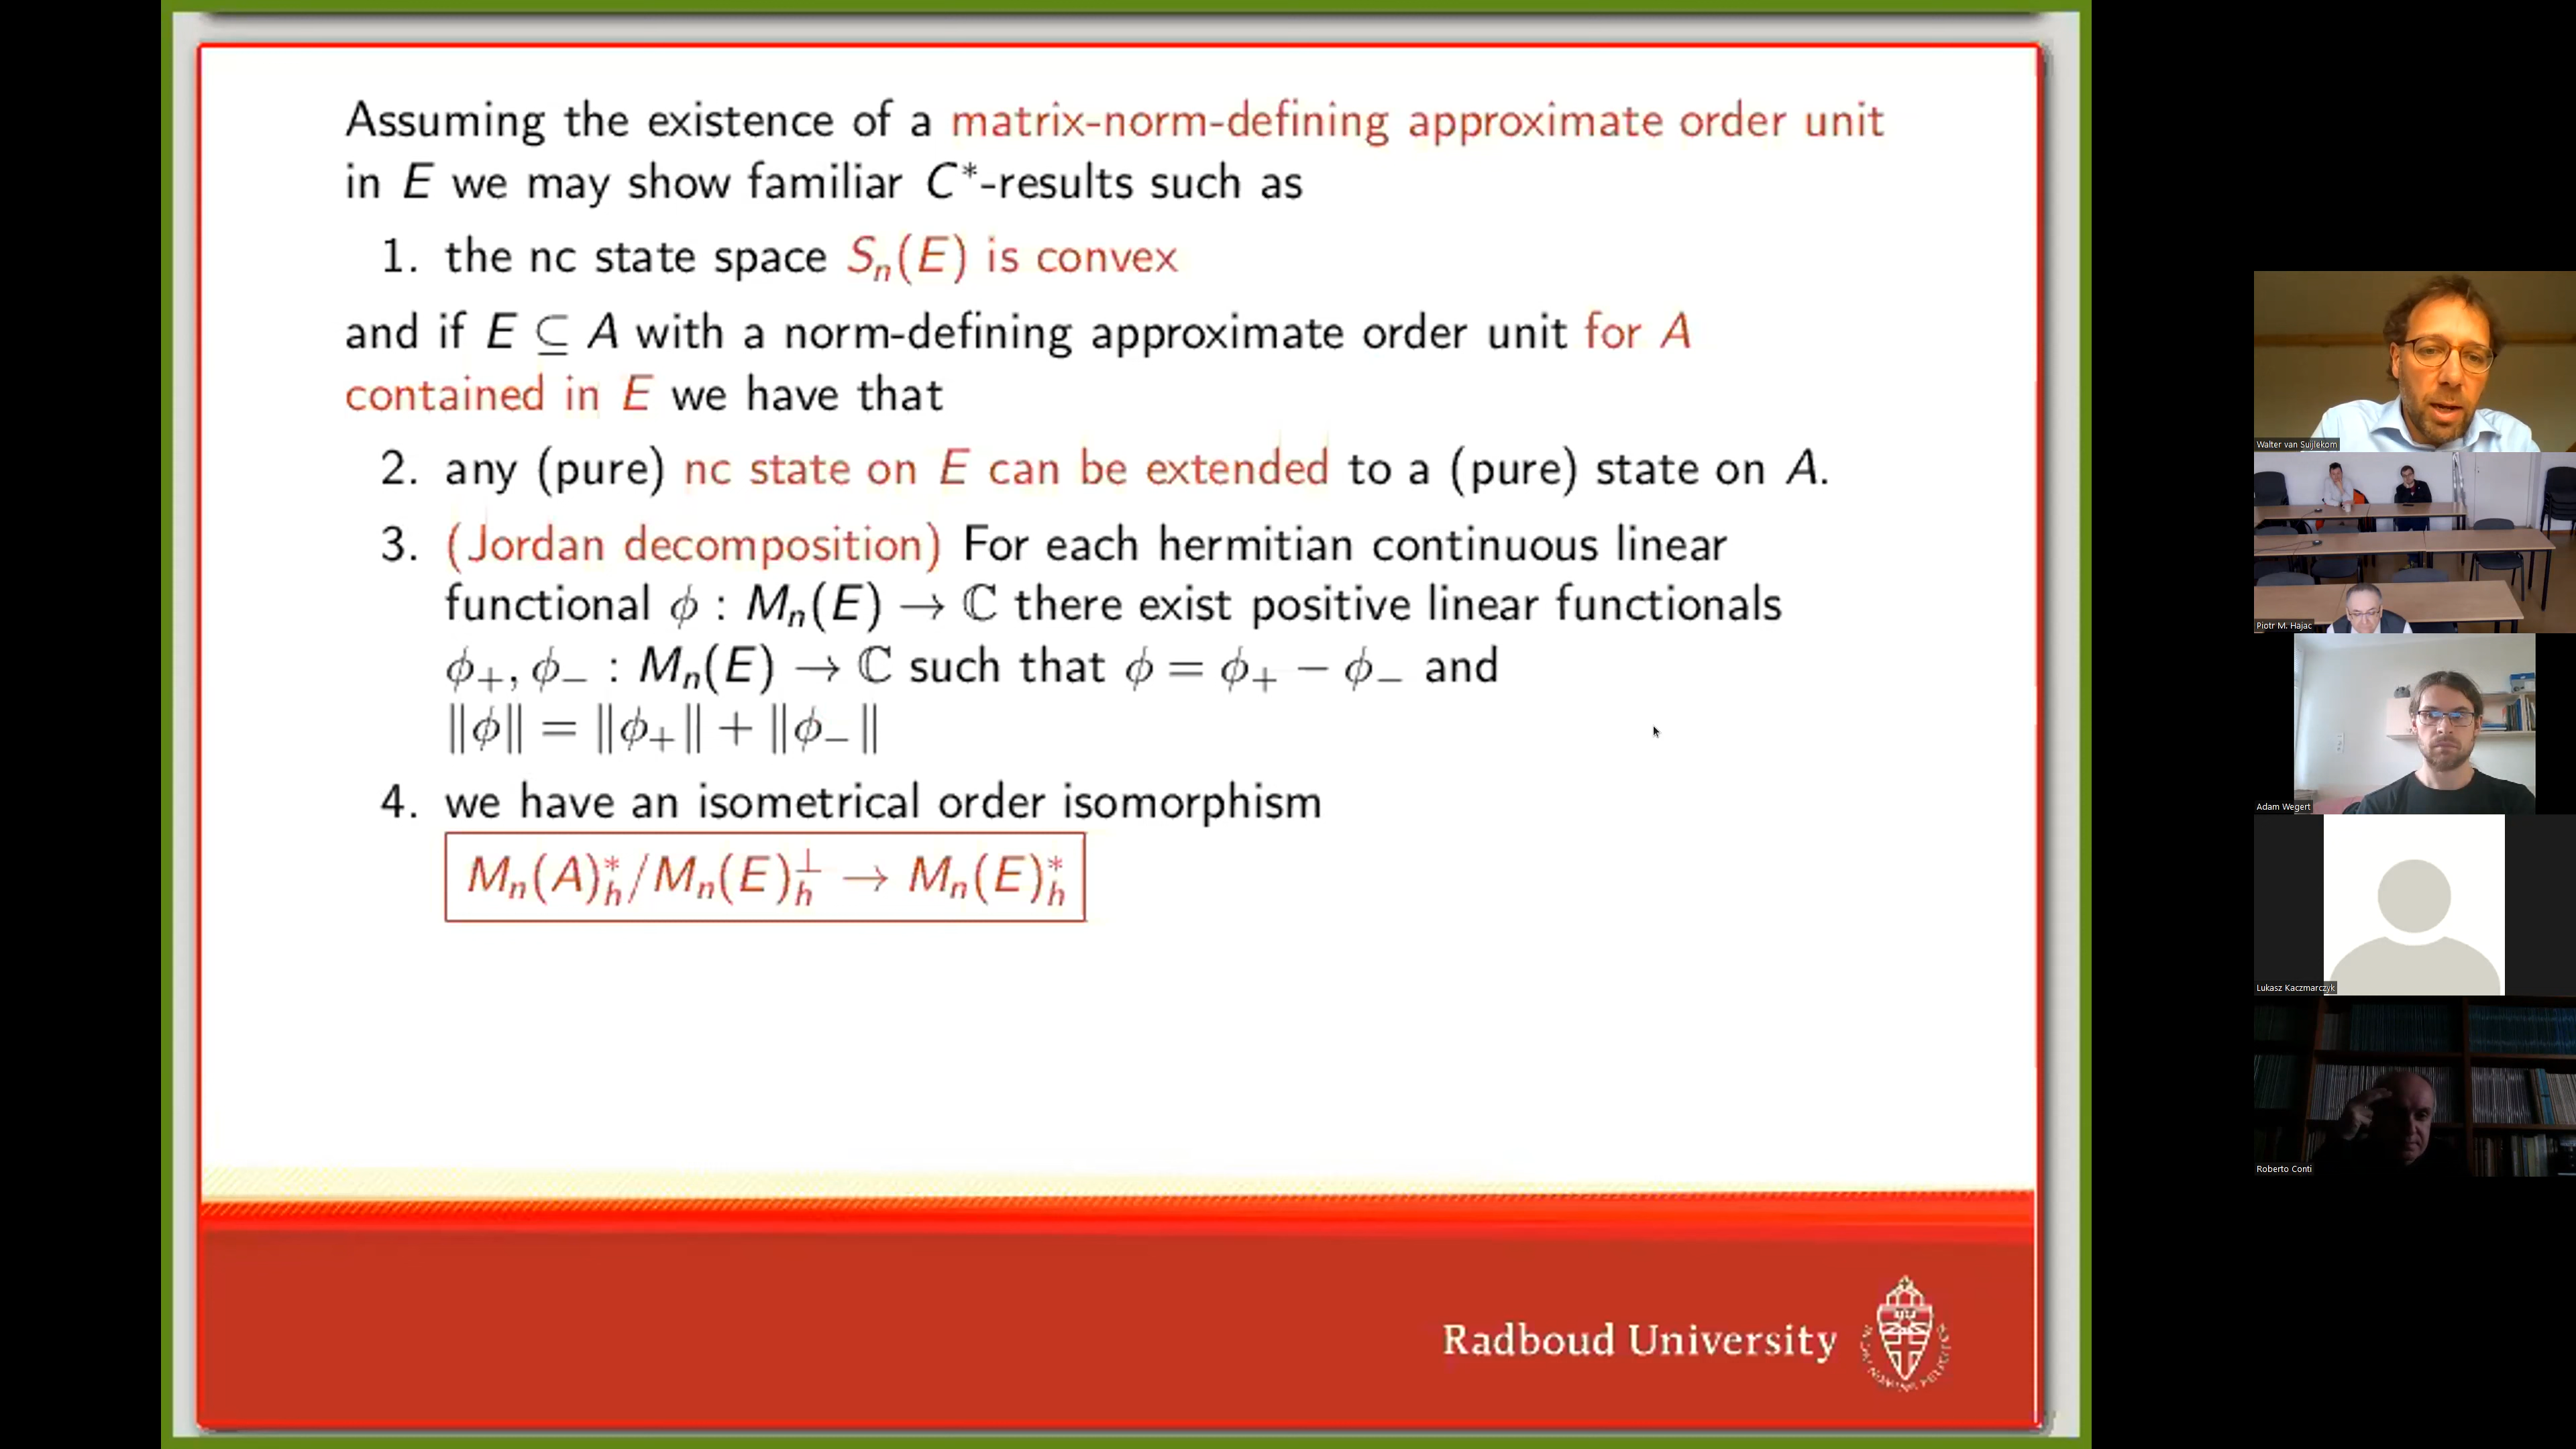 Assuming the existence of a matrix-norm-defining approximate order unit
in E we may show familiar C*-results such as
1. the nc state space Sₙ(E) is convex
and if E ⊆ A with a norm-defining approximate order unit for A
contained in E we have that
2. any (pure) nc state on E can be extended to a (pure) state on A.
3. (Jordan decomposition) For each hermitian continuous linear
functional ϕ : Mₙ(E) → ℂ there exist positive linear functionals
ϕ₊, ϕ₋ : Mₙ(E) → ℂ such that ϕ = ϕ₊ − ϕ₋ and
‖ϕ‖ = ‖ϕ₊‖ + ‖ϕ₋‖
4. we have an isometrical order isomorphism
Mₙ(A)*ₕ/Mₙ(E)⊥ₕ → Mₙ(E)*ₕ
Radboud University
Walter van Suijlekom
Piotr M. Hajac
Adam Wegert
Lukasz Kaczmarczyk
Roberto Conti